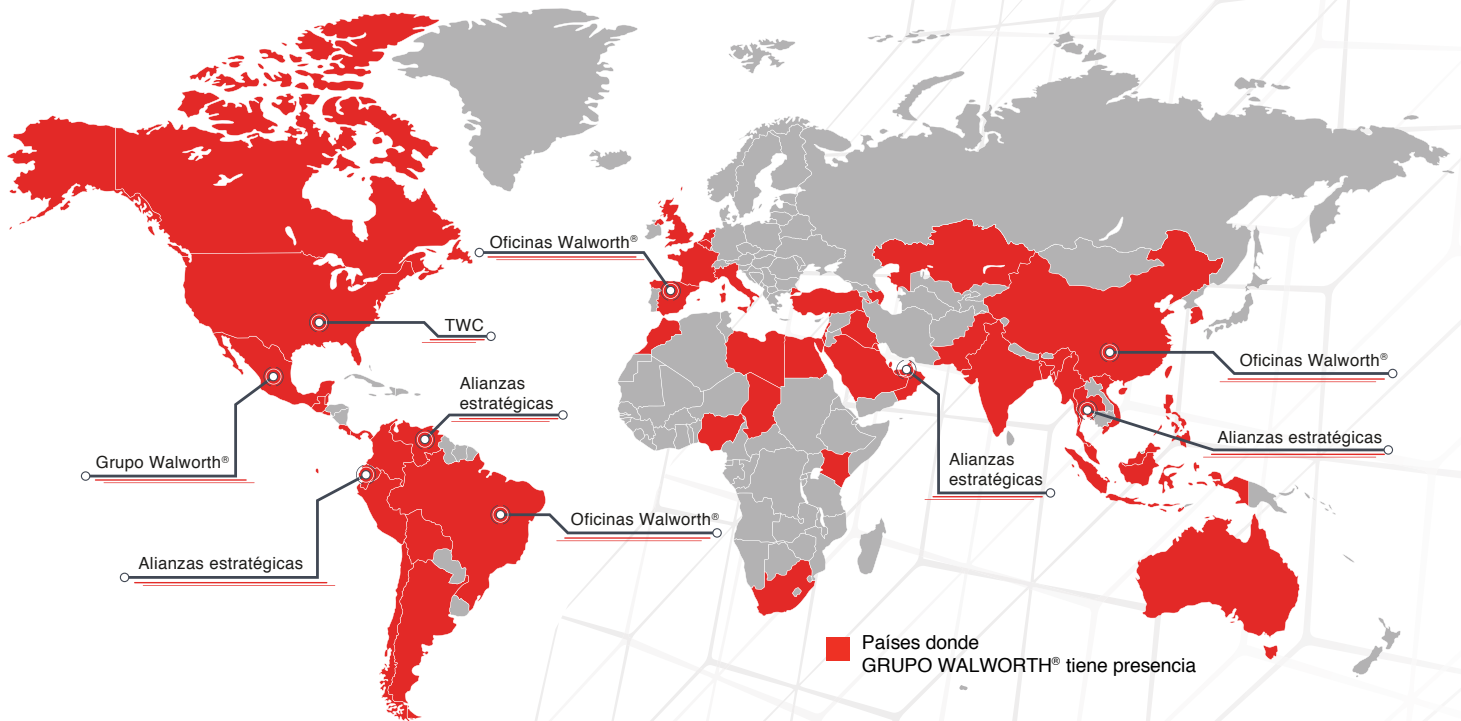 Oficinas Walworth®
TWC
Oficinas Walworth®
Alianzas
estratégicas
Alianzas estratégicas
Grupo Walworth®
Alianzas
estratégicas
Oficinas Walworth®
Alianzas estratégicas
Países donde
GRUPO WALWORTH® tiene presencia